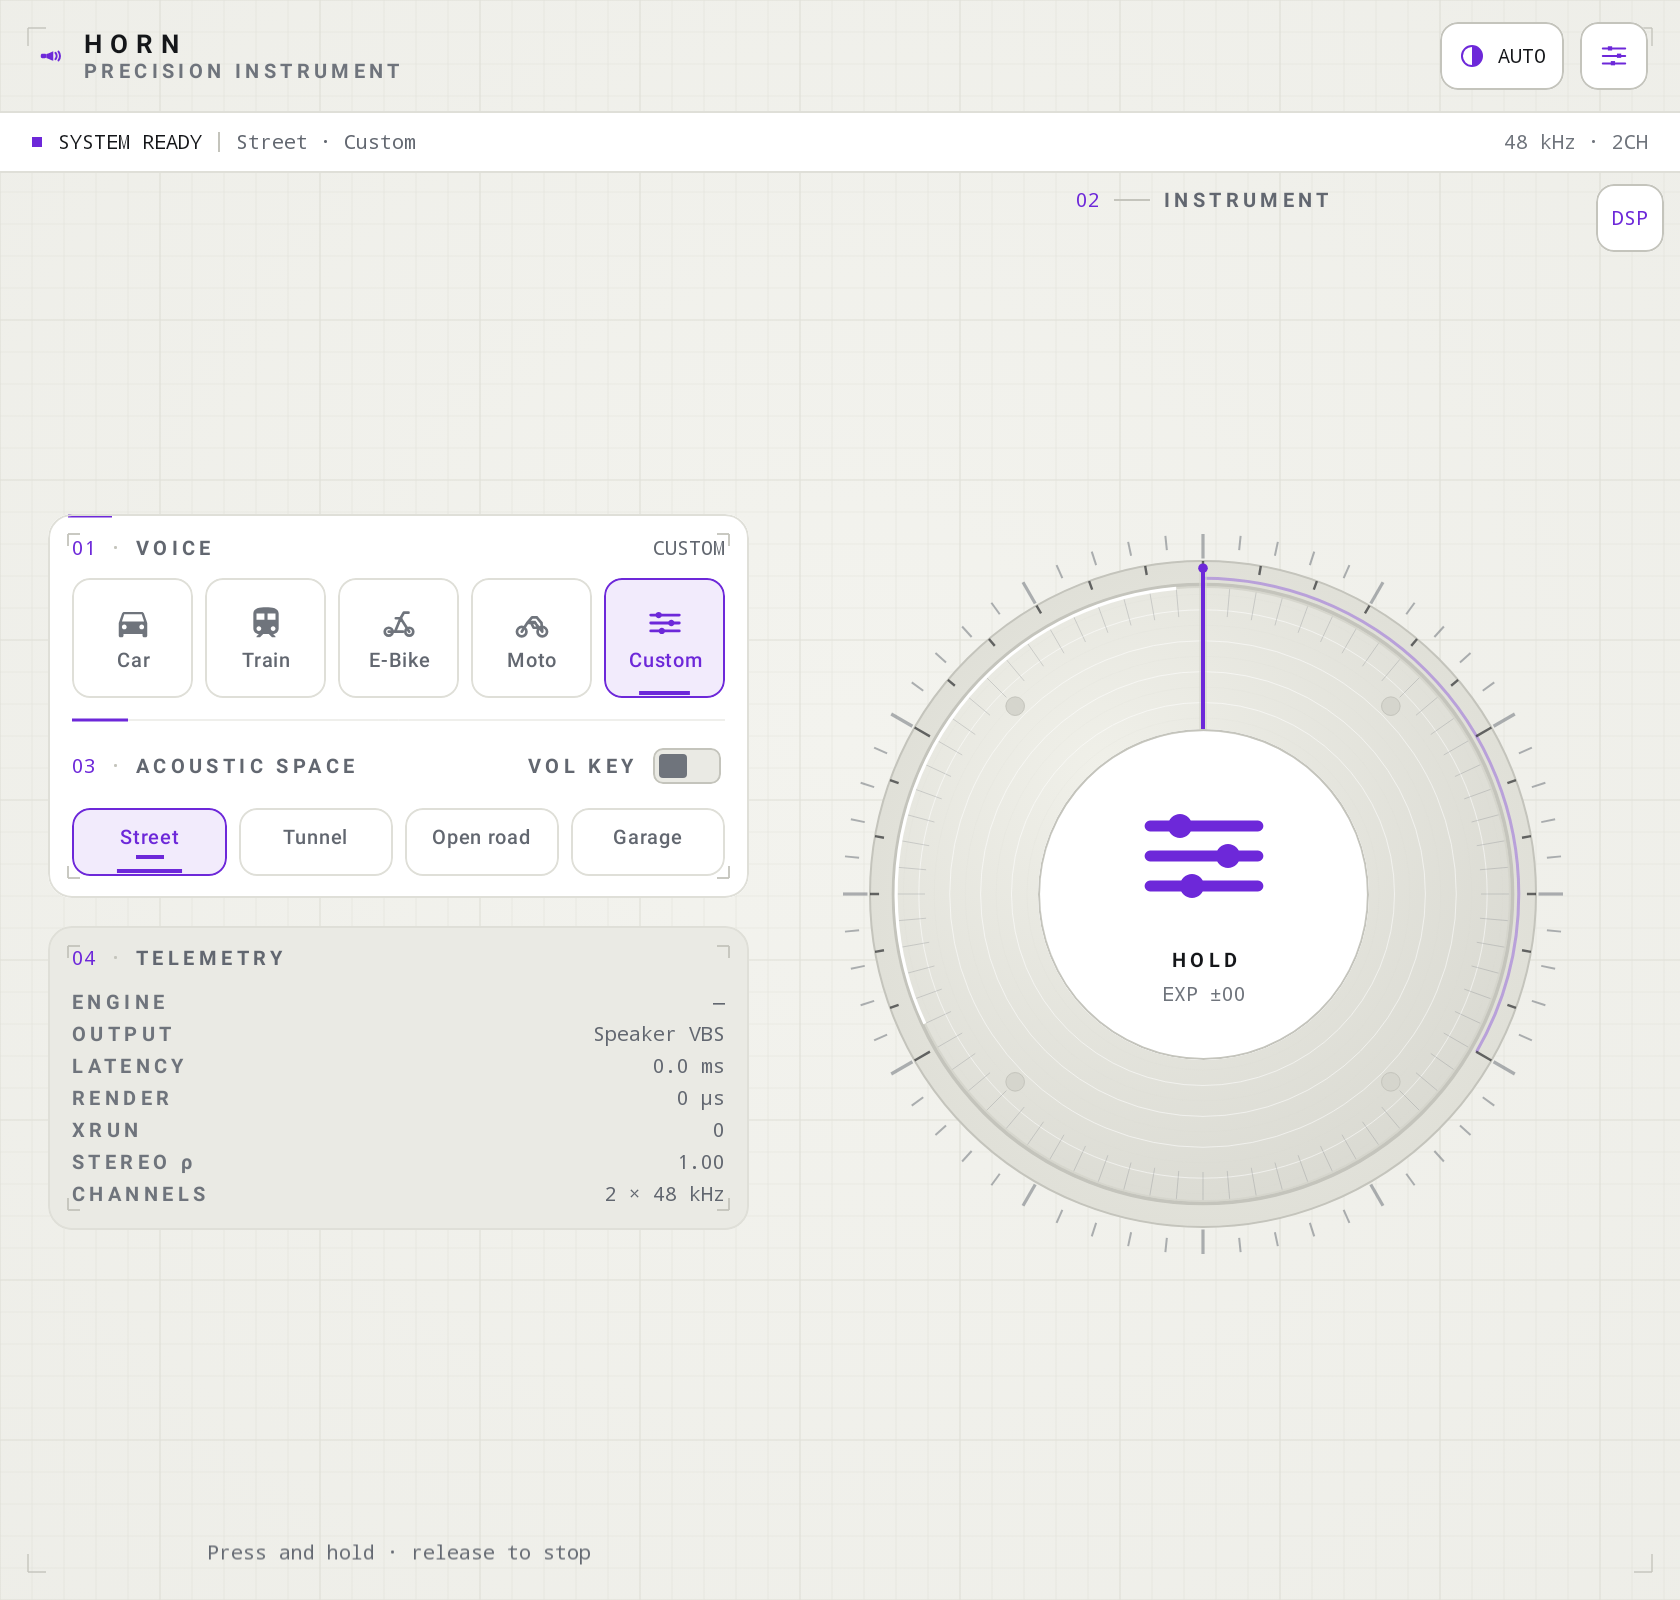 HORN
PRECISION INSTRUMENT
AUTO
SYSTEM READY | Street · Custom
48 kHz · 2CH
02 — INSTRUMENT
DSP
01 · VOICE
CUSTOM
Car
Train
E-Bike
Moto
Custom
03 · ACOUSTIC SPACE
VOL KEY
Street
Tunnel
Open road
Garage
04 · TELEMETRY
ENGINE —
OUTPUT Speaker VBS
LATENCY 0.0 ms
RENDER 0 µs
XRUN 0
STEREO ρ 1.00
CHANNELS 2 × 48 kHz
HOLD
EXP ±00
Press and hold · release to stop